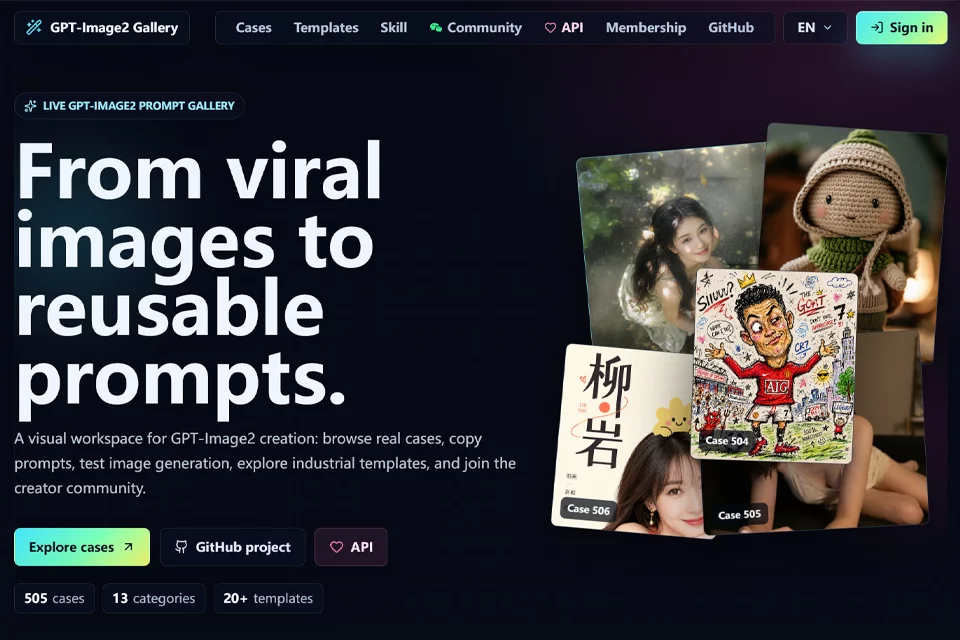 GPT-Image2 Gallery
Cases
Templates
Skill
Community
API
Membership
GitHub
EN
Sign in
LIVE GPT-IMAGE2 PROMPT GALLERY
From viral
images to
reusable
prompts.
A visual workspace for GPT-Image2 creation: browse real cases, copy
prompts, test image generation, explore industrial templates, and join the
creator community.
Explore cases
GitHub project
API
505 cases
13 categories
20+ templates
SIIUUU?
THE
GOAT
7
CR7
AIG
7
Case 504
柳
岩
Case 506
Case 505